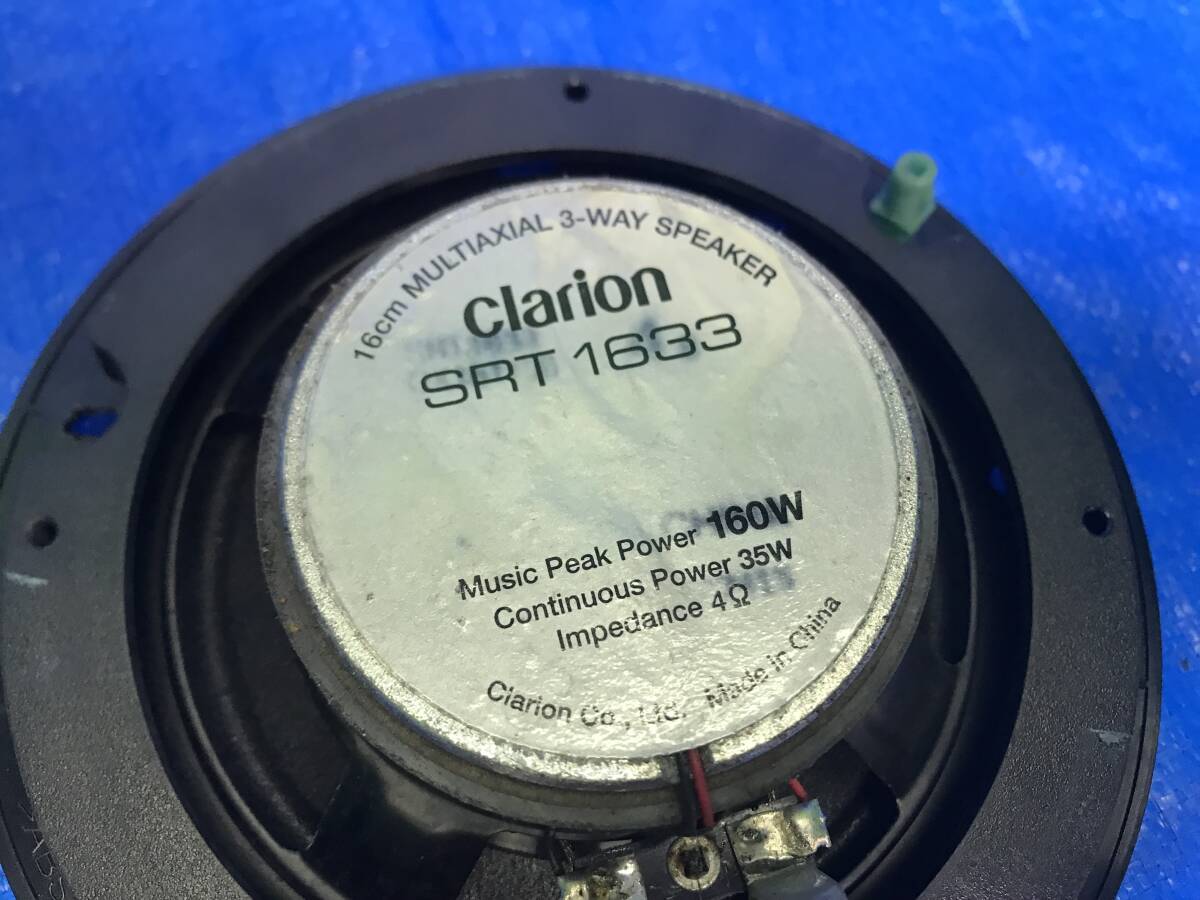 16cm MULTIAXIAL 3-WAY SPEAKER
clarion
SRT 1633
Music Peak Power 160W
Continuous Power 35W
Impedance 4Ω
Clarion Co., Ltd. Made in China